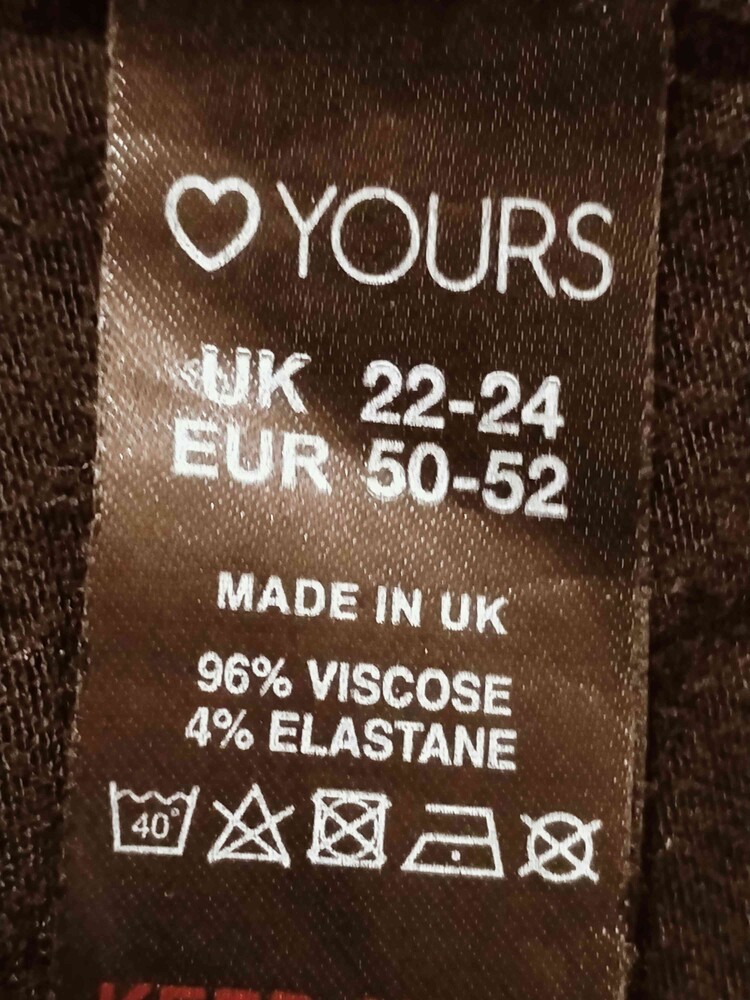 YOURS
UK 22-24
EUR 50-52
MADE IN UK
96% VISCOSE
4% ELASTANE
40°